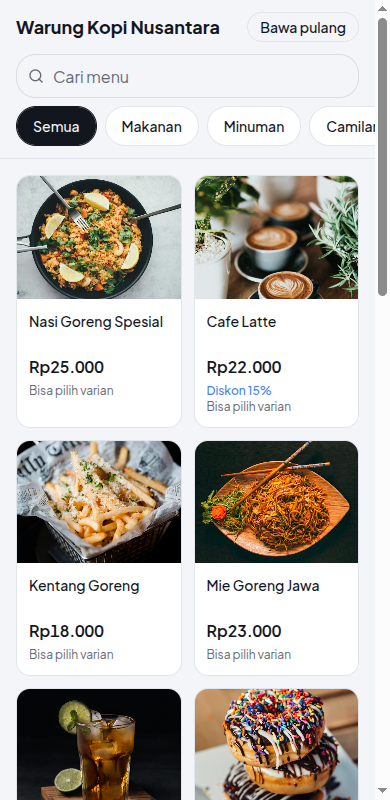 Warung Kopi Nusantara
Bawa pulang
Cari menu
Semua
Makanan
Minuman
Camilan
Nasi Goreng Spesial
Rp25.000
Bisa pilih varian
Cafe Latte
Rp22.000
Diskon 15%
Bisa pilih varian
Kentang Goreng
Rp18.000
Bisa pilih varian
Mie Goreng Jawa
Rp23.000
Bisa pilih varian